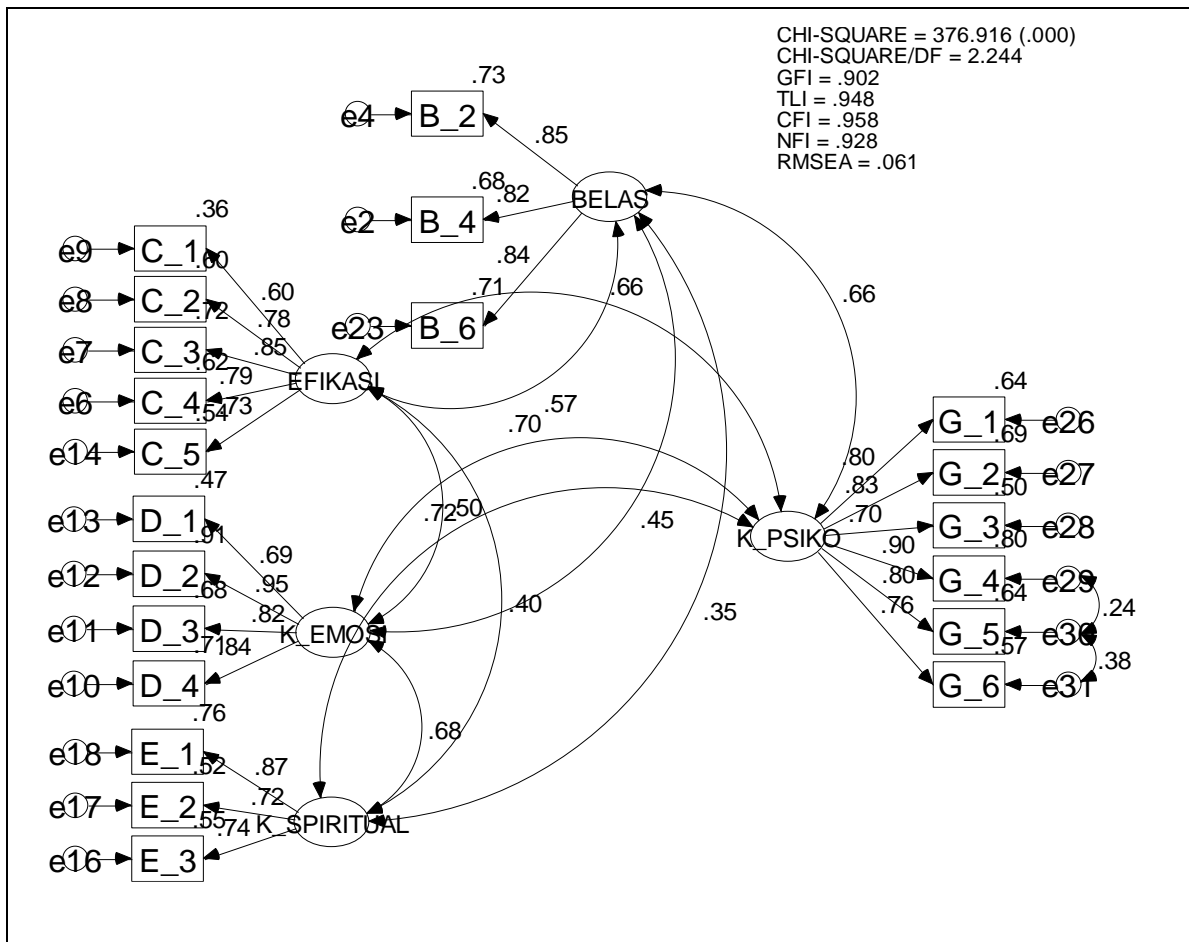 CHI-SQUARE = 376.916 (.000)
CHI-SQUARE/DF = 2.244
GFI = .902
TLI = .948
CFI = .958
NFI = .928
RMSEA = .061
.73
e4 B_2
.85
BELAS
.68
.82
e2 B_4
.84
.71
e23 B_6
.66
.66
.36
e9 C_1
.60
.60
e8 C_2
.78
.72
e7 C_3
.85
.62
e6 C_4
.79
.54
.73
e14 C_5
EFIKASI
.57
.70
.47
e13 D_1
.69
.91
e12 D_2
.95
.68
e11 D_3
.82
.71
.84
e10 D_4
K_EMOSI
.72
.50
.45
.40
.35
.68
.76
e18 E_1
.87
.52
e17 E_2
.72
.55
.74
e16 E_3
K_SPIRITUAL
K_PSIKO
.64
.80
G_1 e26
.69
.83
G_2 e27
.50
.70
G_3 e28
.80
.90
G_4 e29
.64
.80
G_5 e30
.57
.76
G_6 e31
.24
.38